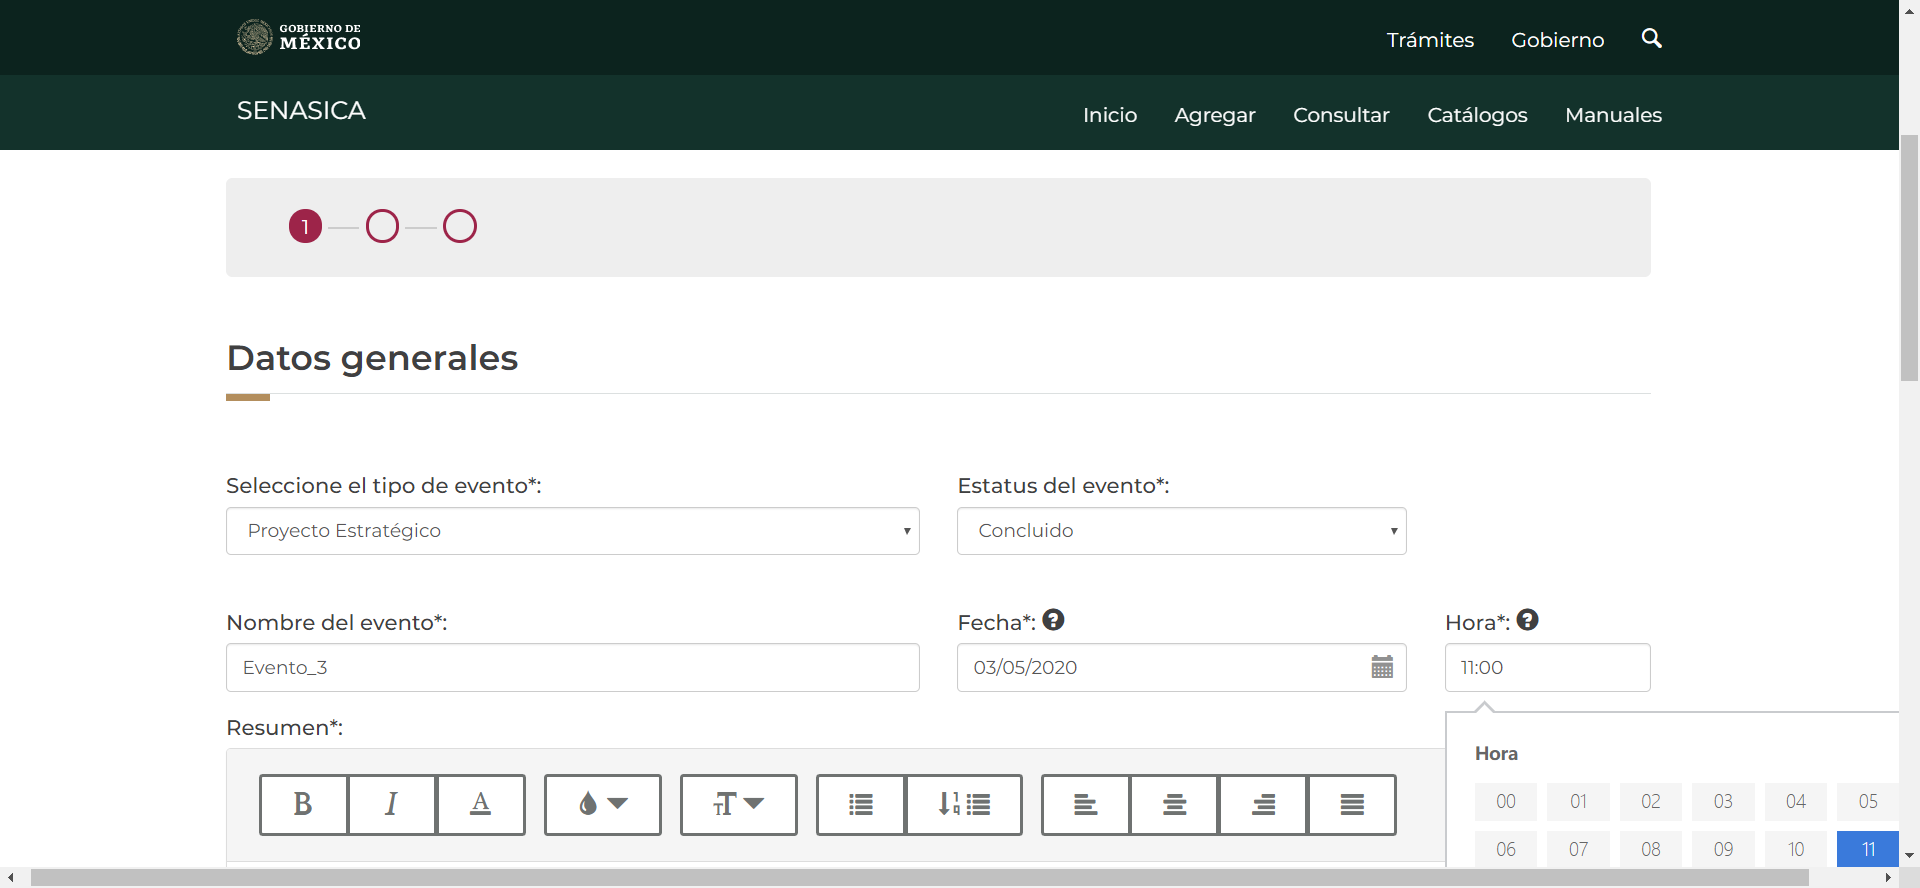 GOBIERNO DE
MÉXICO
Trámites Gobierno
SENASICA
Inicio Agregar Consultar Catálogos Manuales
1
Datos generales
Seleccione el tipo de evento*: Estatus del evento*:
Proyecto Estratégico Concluido
Nombre del evento*: Fecha*: ? Hora*: ?
Evento_3 03/05/2020 11:00
Resumen*:
Hora
B I A TT
00 01 02 03 04 05
06 07 08 09 10 11